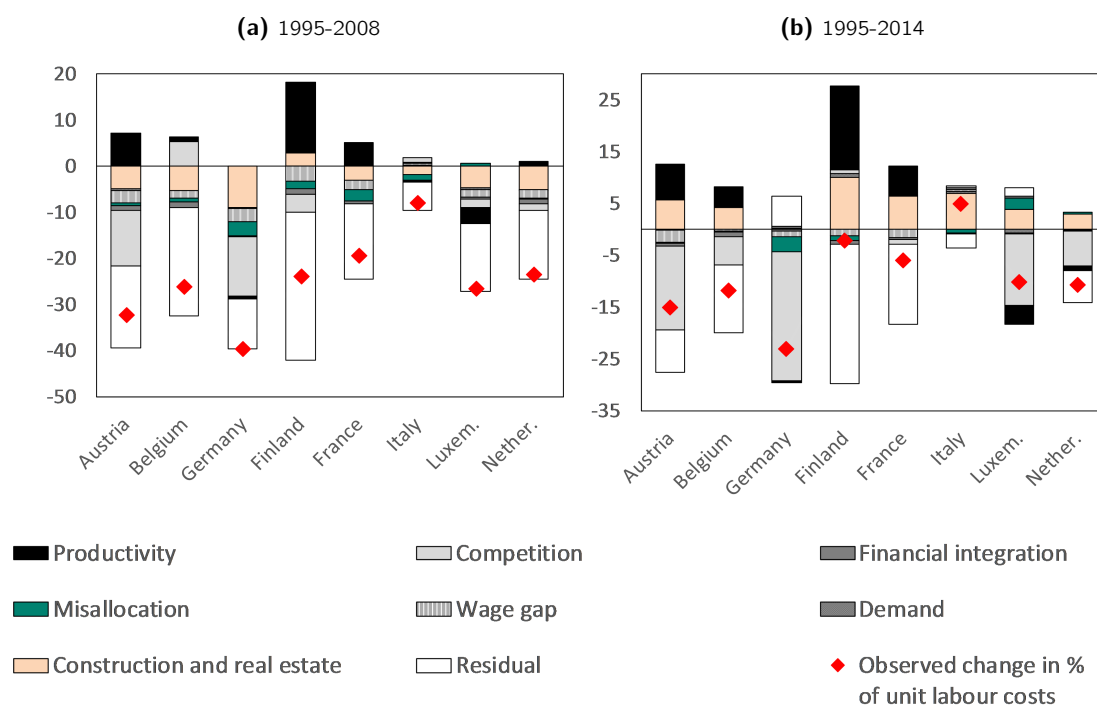 (a) 1995-2008
(b) 1995-2014
20
10
0
-10
-20
-30
-40
-50
Austria
Belgium
Germany
Finland
France
Italy
Luxem.
Nether.
25
15
5
-5
-15
-25
-35
Austria
Belgium
Germany
Finland
France
Italy
Luxem.
Nether.
Productivity
Competition
Financial integration
Misallocation
Wage gap
Demand
Construction and real estate
Residual
Observed change in %
of unit labour costs